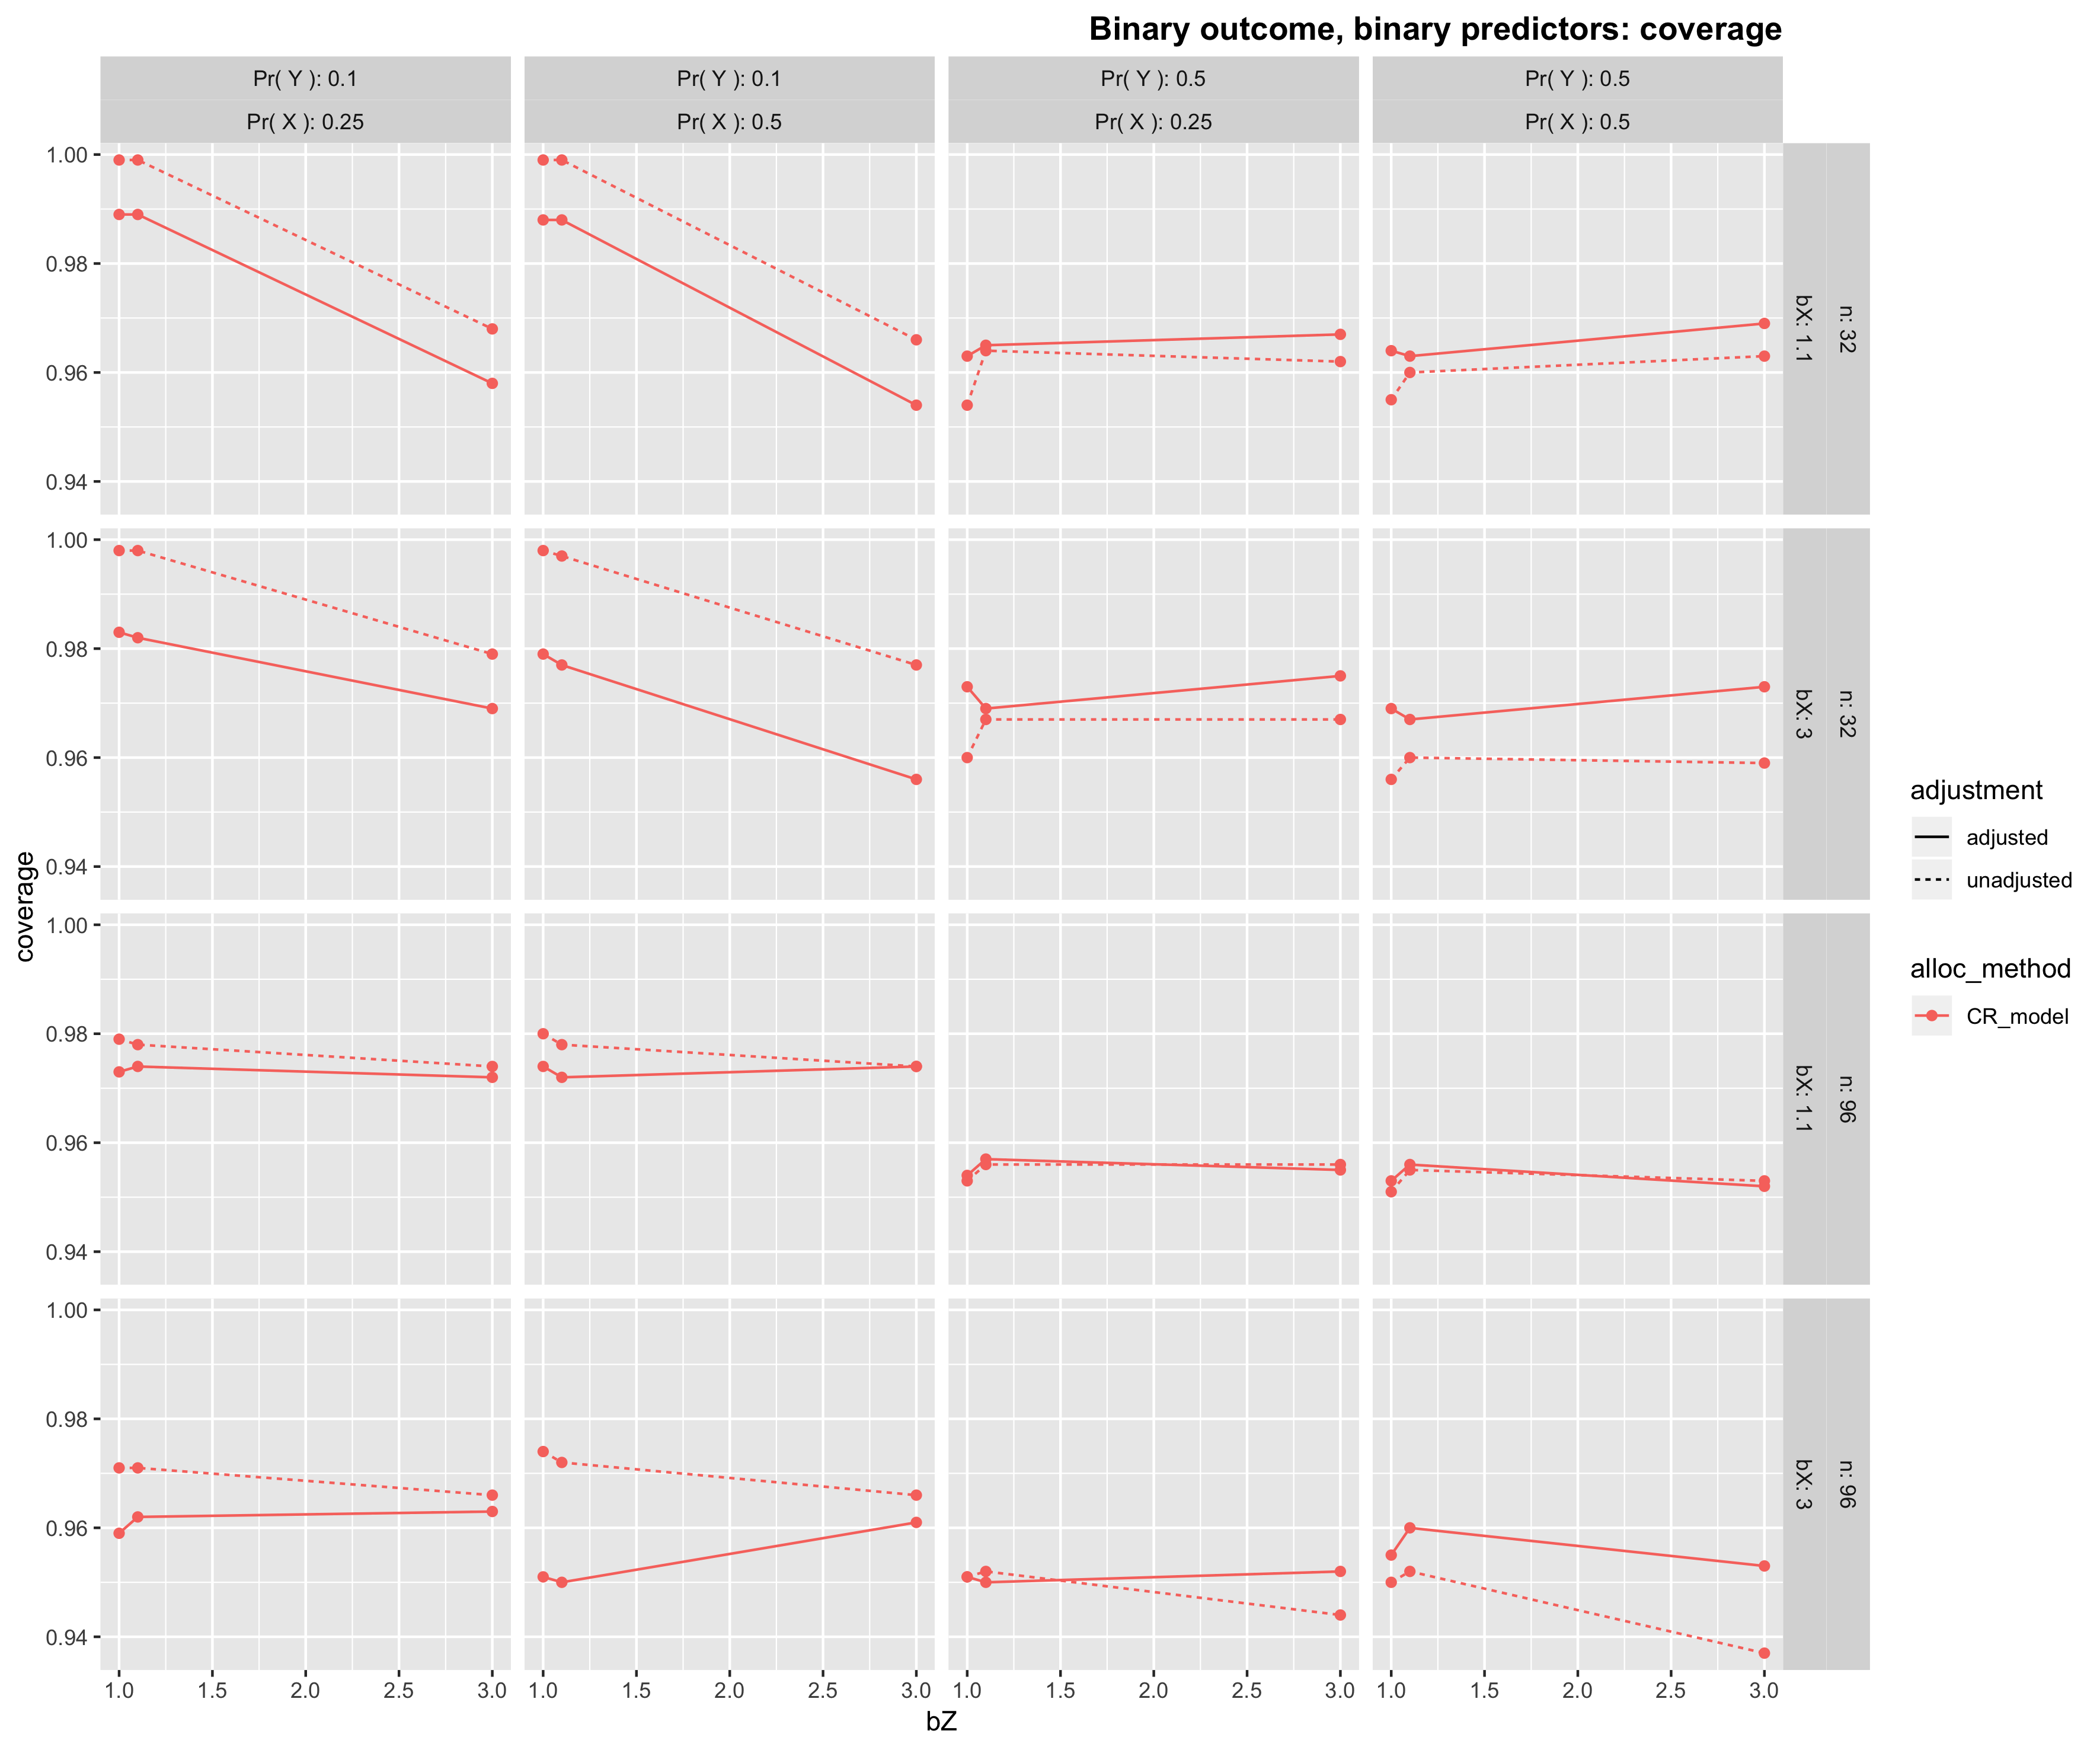 Binary outcome, binary predictors: coverage
Pr( Y ): 0.1
Pr( Y ): 0.1
Pr( Y ): 0.5
Pr( Y ): 0.5
Pr( X ): 0.25
Pr( X ): 0.5
Pr( X ): 0.25
Pr( X ): 0.5
1.00
0.98
0.96
0.94
bX: 1.1
n: 32
1.00
0.98
0.96
0.94
bX: 3
n: 32
1.00
0.98
0.96
0.94
bX: 1.1
n: 96
1.00
0.98
0.96
0.94
bX: 3
n: 96
coverage
1.0 1.5 2.0 2.5 3.0
1.0 1.5 2.0 2.5 3.0
1.0 1.5 2.0 2.5 3.0
1.0 1.5 2.0 2.5 3.0
bZ
adjustment
adjusted
unadjusted
alloc_method
CR_model